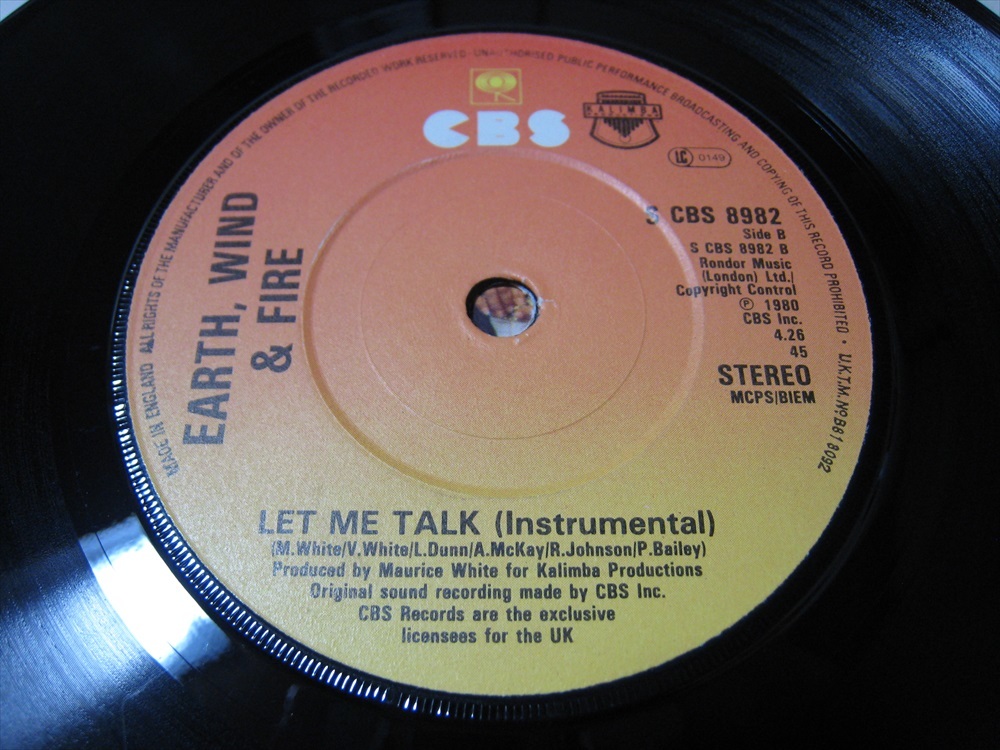 MADE IN ENGLAND ALL RIGHTS OF THE MANUFACTURER AND OF THE OWNER OF THE RECORDED WORK RESERVED-UNAUTHORISED PUBLIC PERFORMANCE BROADCASTING AND COPYING OF THIS RECORD PROHIBITED · U.K.T.M. Nº B818092
CBS
KALIMBA
LC 0149
EARTH, WIND
& FIRE
S CBS 8982
Side B
S CBS 8982 B
Rondor Music
(London) Ltd./
Copyright Control
℗ 1980
CBS Inc.
4.26
45
STEREO
MCPS/BIEM
LET ME TALK (Instrumental)
(M.White/V.White/L.Dunn/A.McKay/R.Johnson/P.Bailey)
Produced by Maurice White for Kalimba Productions
Original sound recording made by CBS Inc.
CBS Records are the exclusive
licensees for the UK